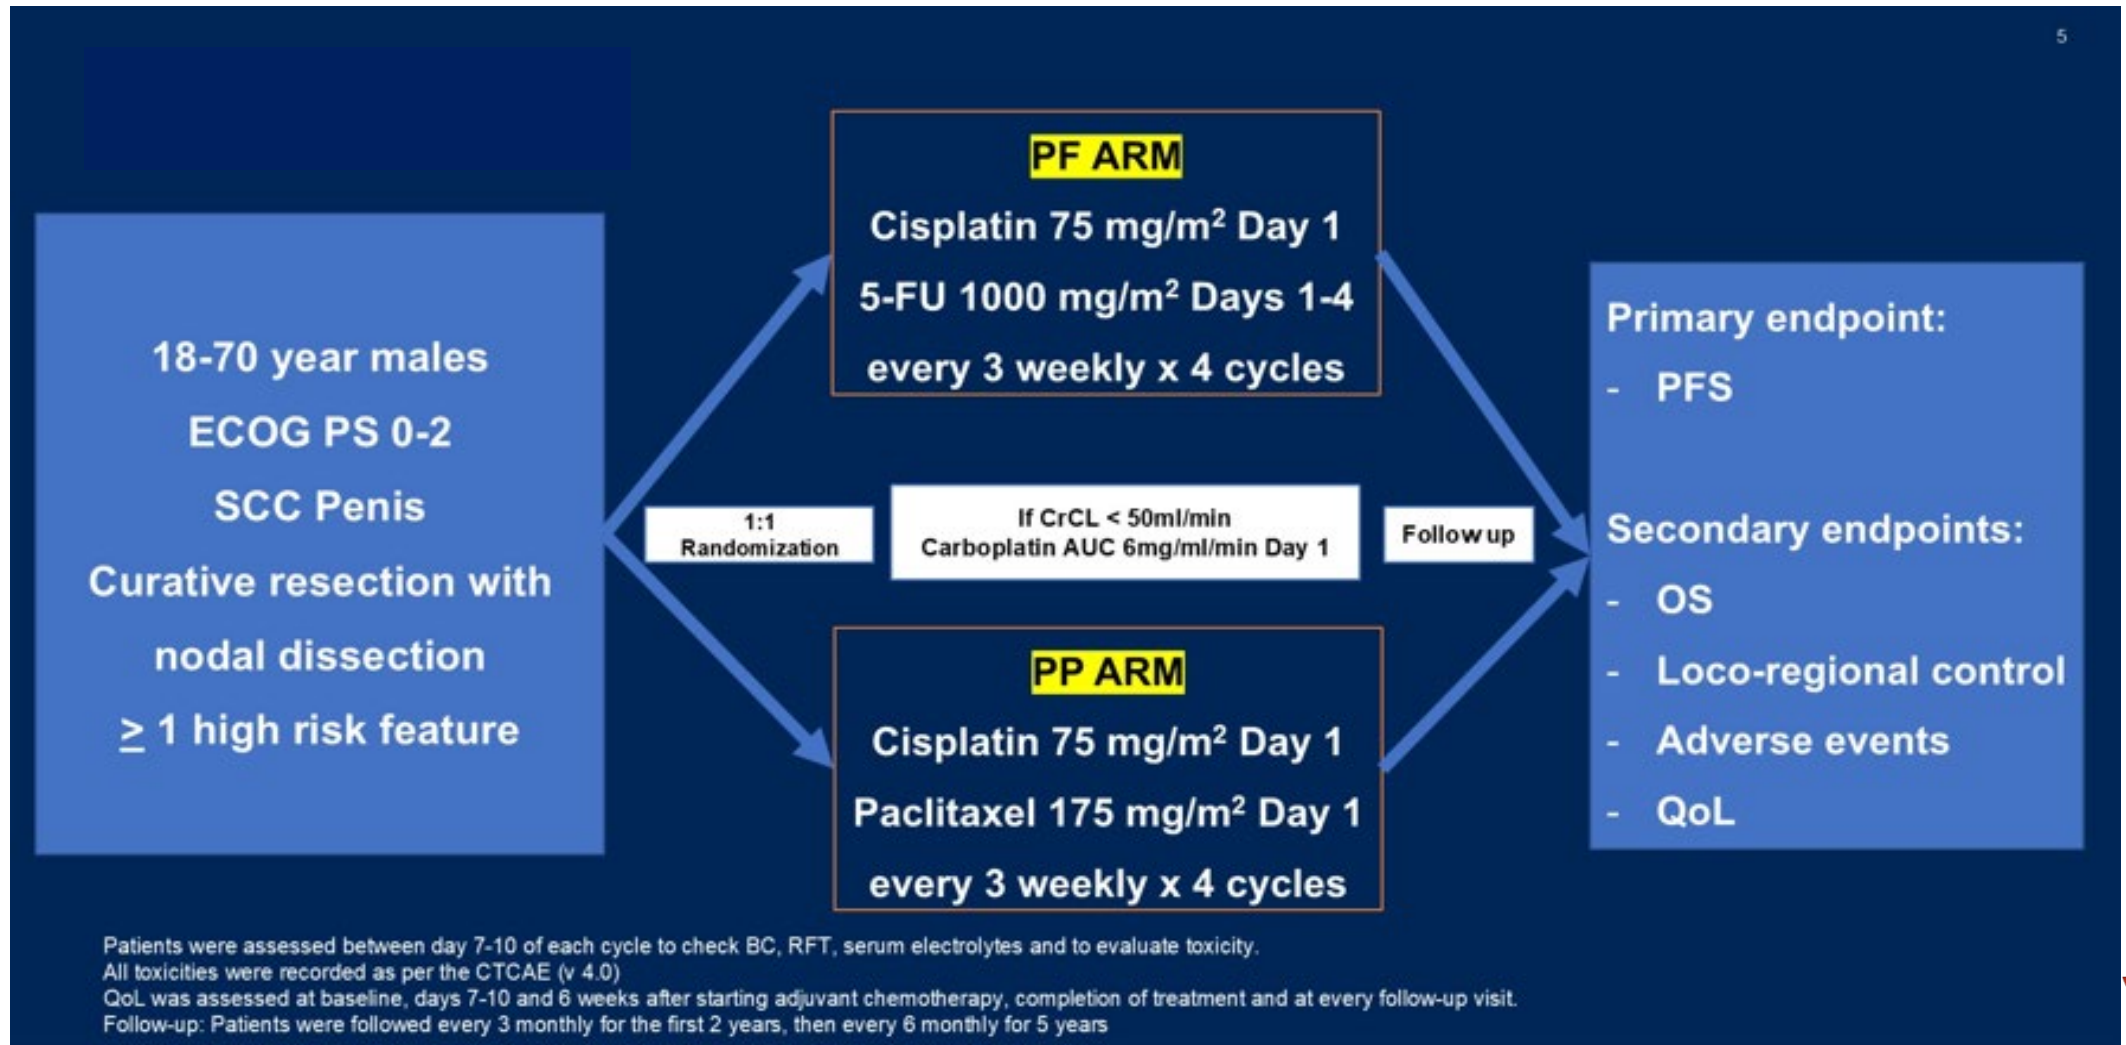 5
18-70 year males
ECOG PS 0-2
SCC Penis
Curative resection with
nodal dissection
≥ 1 high risk feature
1:1
Randomization
PF ARM
Cisplatin 75 mg/m² Day 1
5-FU 1000 mg/m² Days 1-4
every 3 weekly x 4 cycles
If CrCL < 50ml/min
Carboplatin AUC 6mg/ml/min Day 1
PP ARM
Cisplatin 75 mg/m² Day 1
Paclitaxel 175 mg/m² Day 1
every 3 weekly x 4 cycles
Follow up
Primary endpoint:
- PFS
Secondary endpoints:
- OS
- Loco-regional control
- Adverse events
- QoL
Patients were assessed between day 7-10 of each cycle to check BC, RFT, serum electrolytes and to evaluate toxicity.
All toxicities were recorded as per the CTCAE (v 4.0)
QoL was assessed at baseline, days 7-10 and 6 weeks after starting adjuvant chemotherapy, completion of treatment and at every follow-up visit.
Follow-up: Patients were followed every 3 monthly for the first 2 years, then every 6 monthly for 5 years